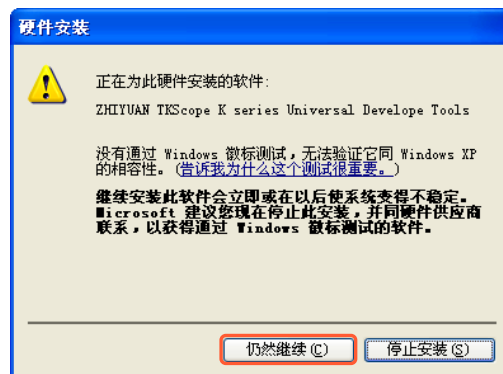 硬件安装
正在为此硬件安装的软件:
ZHIYUAN TKScope K series Universal Develope Tools
没有通过 Windows 徽标测试，无法验证它同 Windows XP
的相容性。(告诉我为什么这个测试很重要。)
继续安装此软件会立即或在以后使系统变得不稳定。
Microsoft 建议您现在停止此安装，并同硬件供应商
联系，以获得通过 Windows 徽标测试的软件。
仍然继续(C) 停止安装(S)